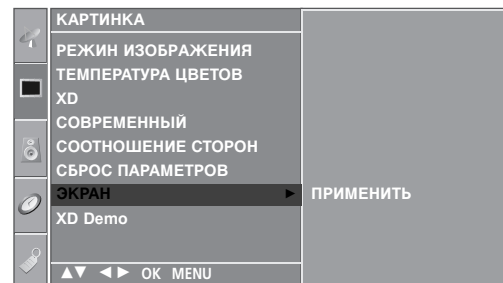 КАРТИНКА
РЕЖИН ИЗОБРАЖЕНИЯ
ТЕМПЕРАТУРА ЦВЕТОВ
XD
СОВРЕМЕННЫЙ
СООТНОШЕНИЕ СТОРОН
СБРОС ПАРАМЕТРОВ
ЭКРАН ► ПРИМЕНИТЬ
XD Demo
▲▼ ◄► OK MENU